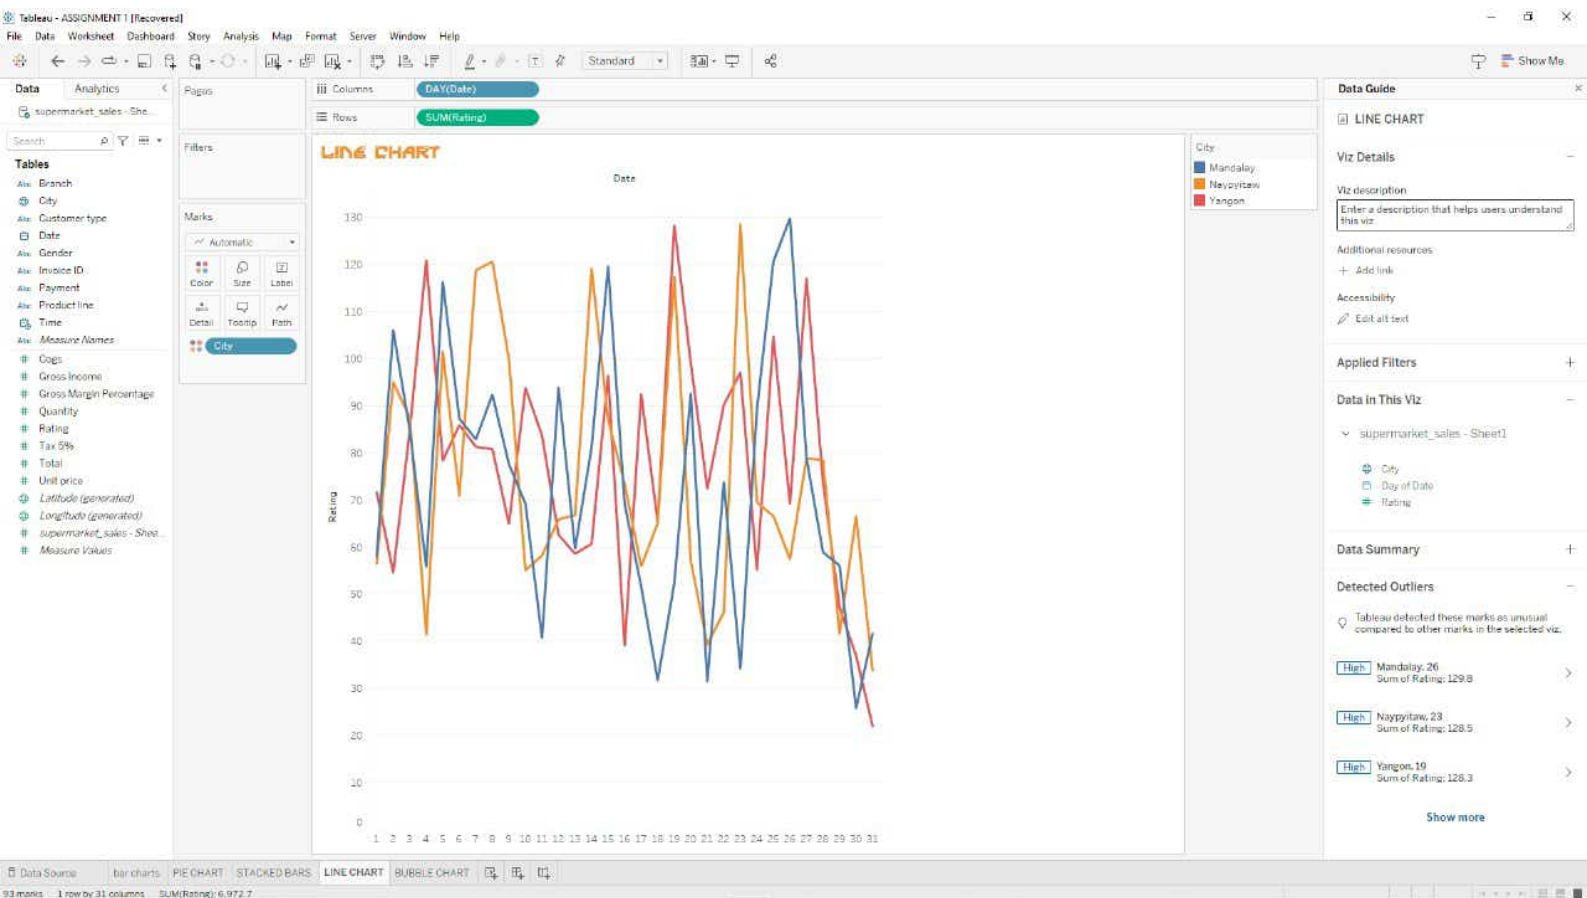 Tableau - ASSIGNMENT 1 [Recovered]
File Data Worksheet Dashboard Story Analysis Map Format Server Window Help
Standard
Show Me
Data Analytics
supermarket_sales - She...
Search
Tables
Abc Branch
City
Abc Customer type
Date
Abc Gender
Abc Invoice ID
Abc Payment
Abc Product line
Time
Abc Measure Names
# Cogs
# Gross Income
# Gross Margin Percentage
# Quantity
# Rating
# Tax 5%
# Total
# Unit price
Latitude (generated)
Longitude (generated)
# supermarket_sales - Shee...
# Measure Values
Pages
Filters
Marks
Automatic
Color Size Label
Detail Tooltip Path
City
Columns DAY(Date)
Rows SUM(Rating)
LINE CHART
Date
130
120
110
100
90
80
70
60
50
40
30
20
10
0
Rating
1 2 3 4 5 6 7 8 9 10 11 12 13 14 15 16 17 18 19 20 21 22 23 24 25 26 27 28 29 30 31
City
Mandalay
Naypyitaw
Yangon
Data Guide
LINE CHART
Viz Details
Viz description
Enter a description that helps users understand
this viz
Additional resources
+ Add link
Accessibility
Edit alt text
Applied Filters
Data in This Viz
supermarket_sales - Sheet1
City
Day of Date
# Rating
Data Summary
Detected Outliers
Tableau detected these marks as unusual
compared to other marks in the selected viz.
High Mandalay, 26
Sum of Rating: 129.8
High Naypyitaw, 23
Sum of Rating: 128.5
High Yangon, 19
Sum of Rating: 128.3
Show more
Data Source bar charts PIE CHART STACKED BARS LINE CHART BUBBLE CHART
93 marks 1 row by 31 columns SUM(Rating): 6,972.7